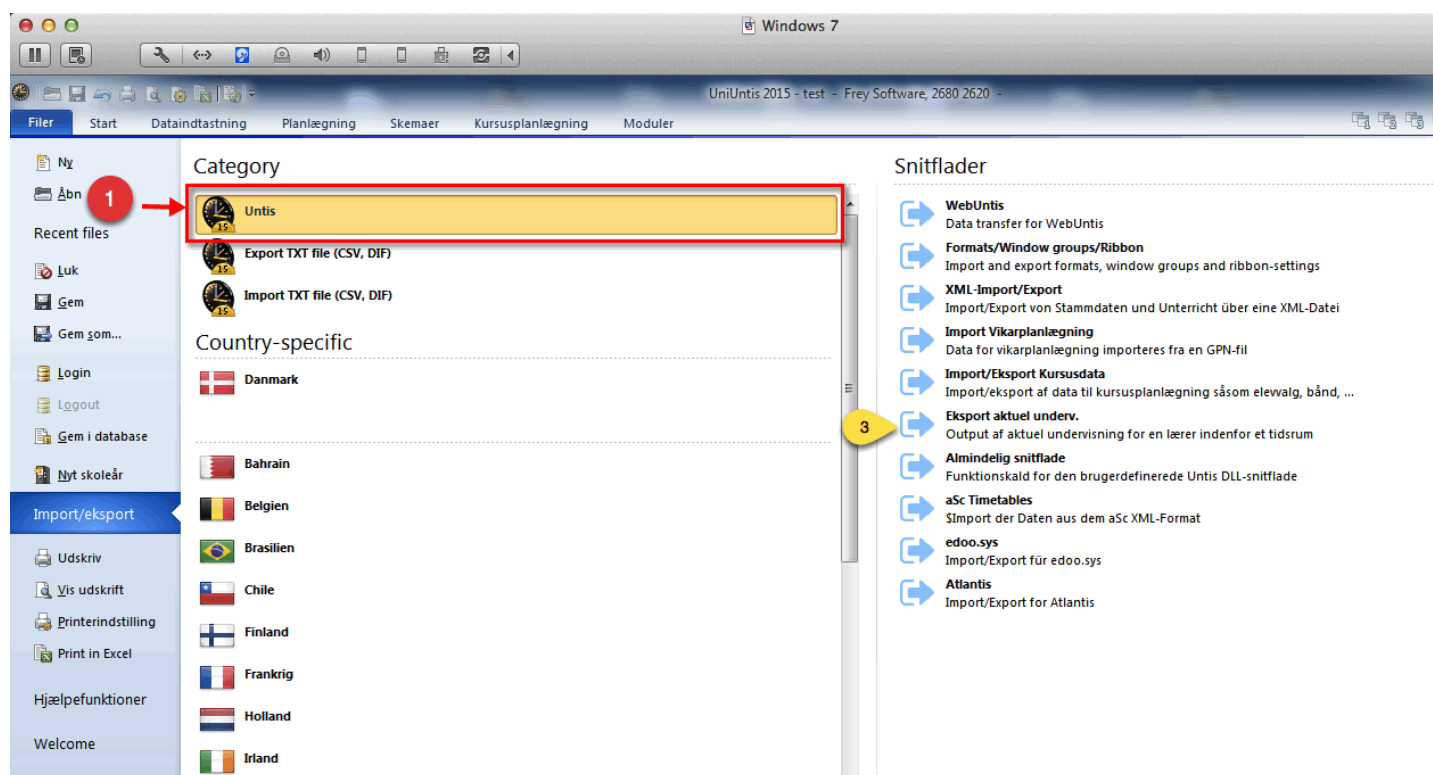 Windows 7
UniUntis 2015 - test - Frey Software, 2680 2620 -
Filer Start Dataindtastning Planlægning Skemaer Kursusplanlægning Moduler
1 2 3
Ny
Åbn
Recent files
Luk
Gem
Gem som...
Login
Logout
Gem i database
Nyt skoleår
Import/eksport
Udskriv
Vis udskrift
Printerindstilling
Print in Excel
Hjælpefunktioner
Welcome
1
Category
15
Untis
15
Export TXT file (CSV, DIF)
15
Import TXT file (CSV, DIF)
Country-specific
Danmark
Bahrain
Belgien
Brasilien
Chile
Finland
Frankrig
Holland
Irland
Snitflader
WebUntis
Data transfer for WebUntis
Formats/Window groups/Ribbon
Import and export formats, window groups and ribbon-settings
XML-Import/Export
Import/Export von Stammdaten und Unterricht über eine XML-Datei
Import Vikarplanlægning
Data for vikarplanlægning importeres fra en GPN-fil
Import/Eksport Kursusdata
Import/eksport af data til kursusplanlægning såsom elevvalg, bånd, ...
3
Eksport aktuel underv.
Output af aktuel undervisning for en lærer indenfor et tidsrum
Almindelig snitflade
Funktionskald for den brugerdefinerede Untis DLL-snitflade
aSc Timetables
$Import der Daten aus dem aSc XML-Format
edoo.sys
Import/Export für edoo.sys
Atlantis
Import/Export for Atlantis